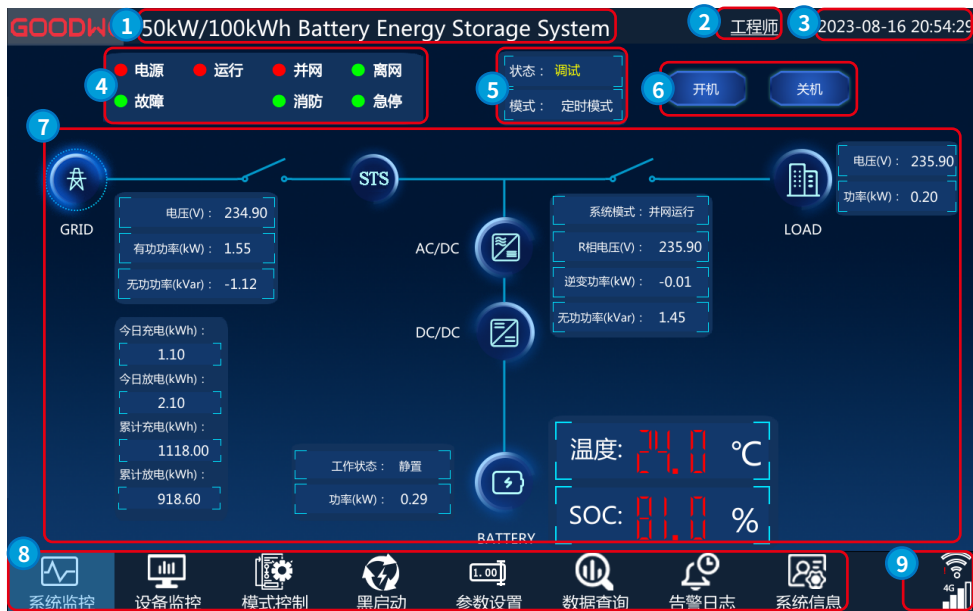 GOODWE 1 50kW/100kWh Battery Energy Storage System 2 工程师 3 2023-08-16 20:54:29
4 电源 运行 并网 离网
故障 消防 急停
5 状态： 调试
模式： 定时模式
6 开机 关机
7
GRID
STS
LOAD
电压(V)： 235.90
功率(kW)： 0.20
电压(V)： 234.90
有功功率(kW)： 1.55
无功功率(kVar)： -1.12
AC/DC
DC/DC
系统模式：并网运行
R相电压(V)： 235.90
逆变功率(kW)： -0.01
无功功率(kVar)： 1.45
今日充电(kWh)：
1.10
今日放电(kWh)：
2.10
累计充电(kWh)：
1118.00
累计放电(kWh)：
918.60
工作状态： 静置
功率(kW)： 0.29
BATTERY
温度: 24.0 ℃
SOC: 81.0 %
8
1.00
系统监控 设备监控 模式控制 黑启动 参数设置 数据查询 告警日志 系统信息
9
4G